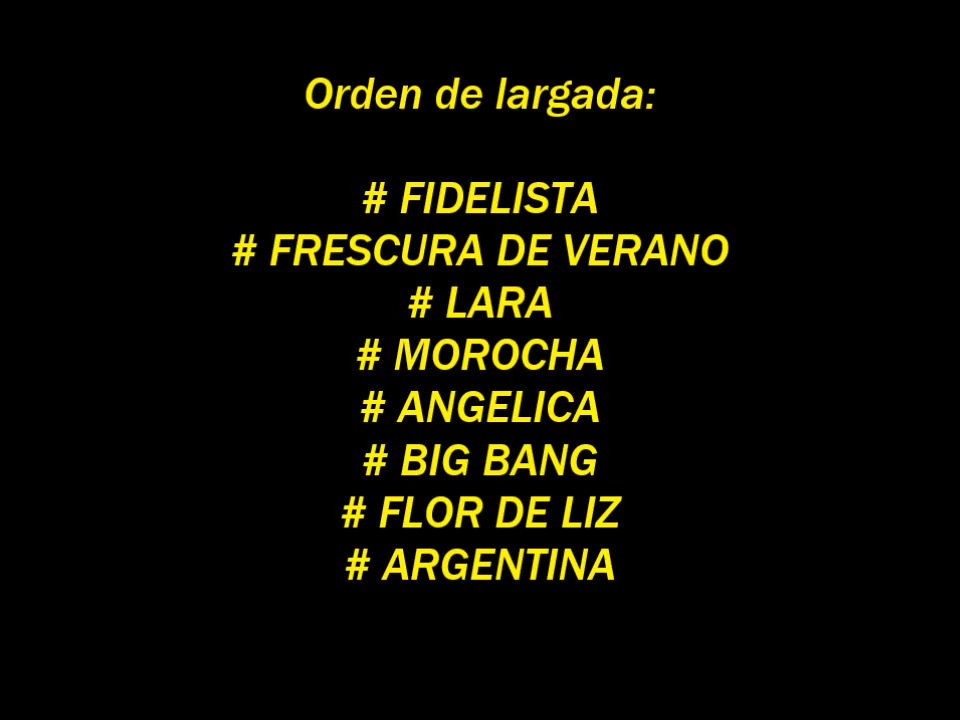 Orden de largada:
# FIDELISTA
# FRESCURA DE VERANO
# LARA
# MOROCHA
# ANGELICA
# BIG BANG
# FLOR DE LIZ
# ARGENTINA